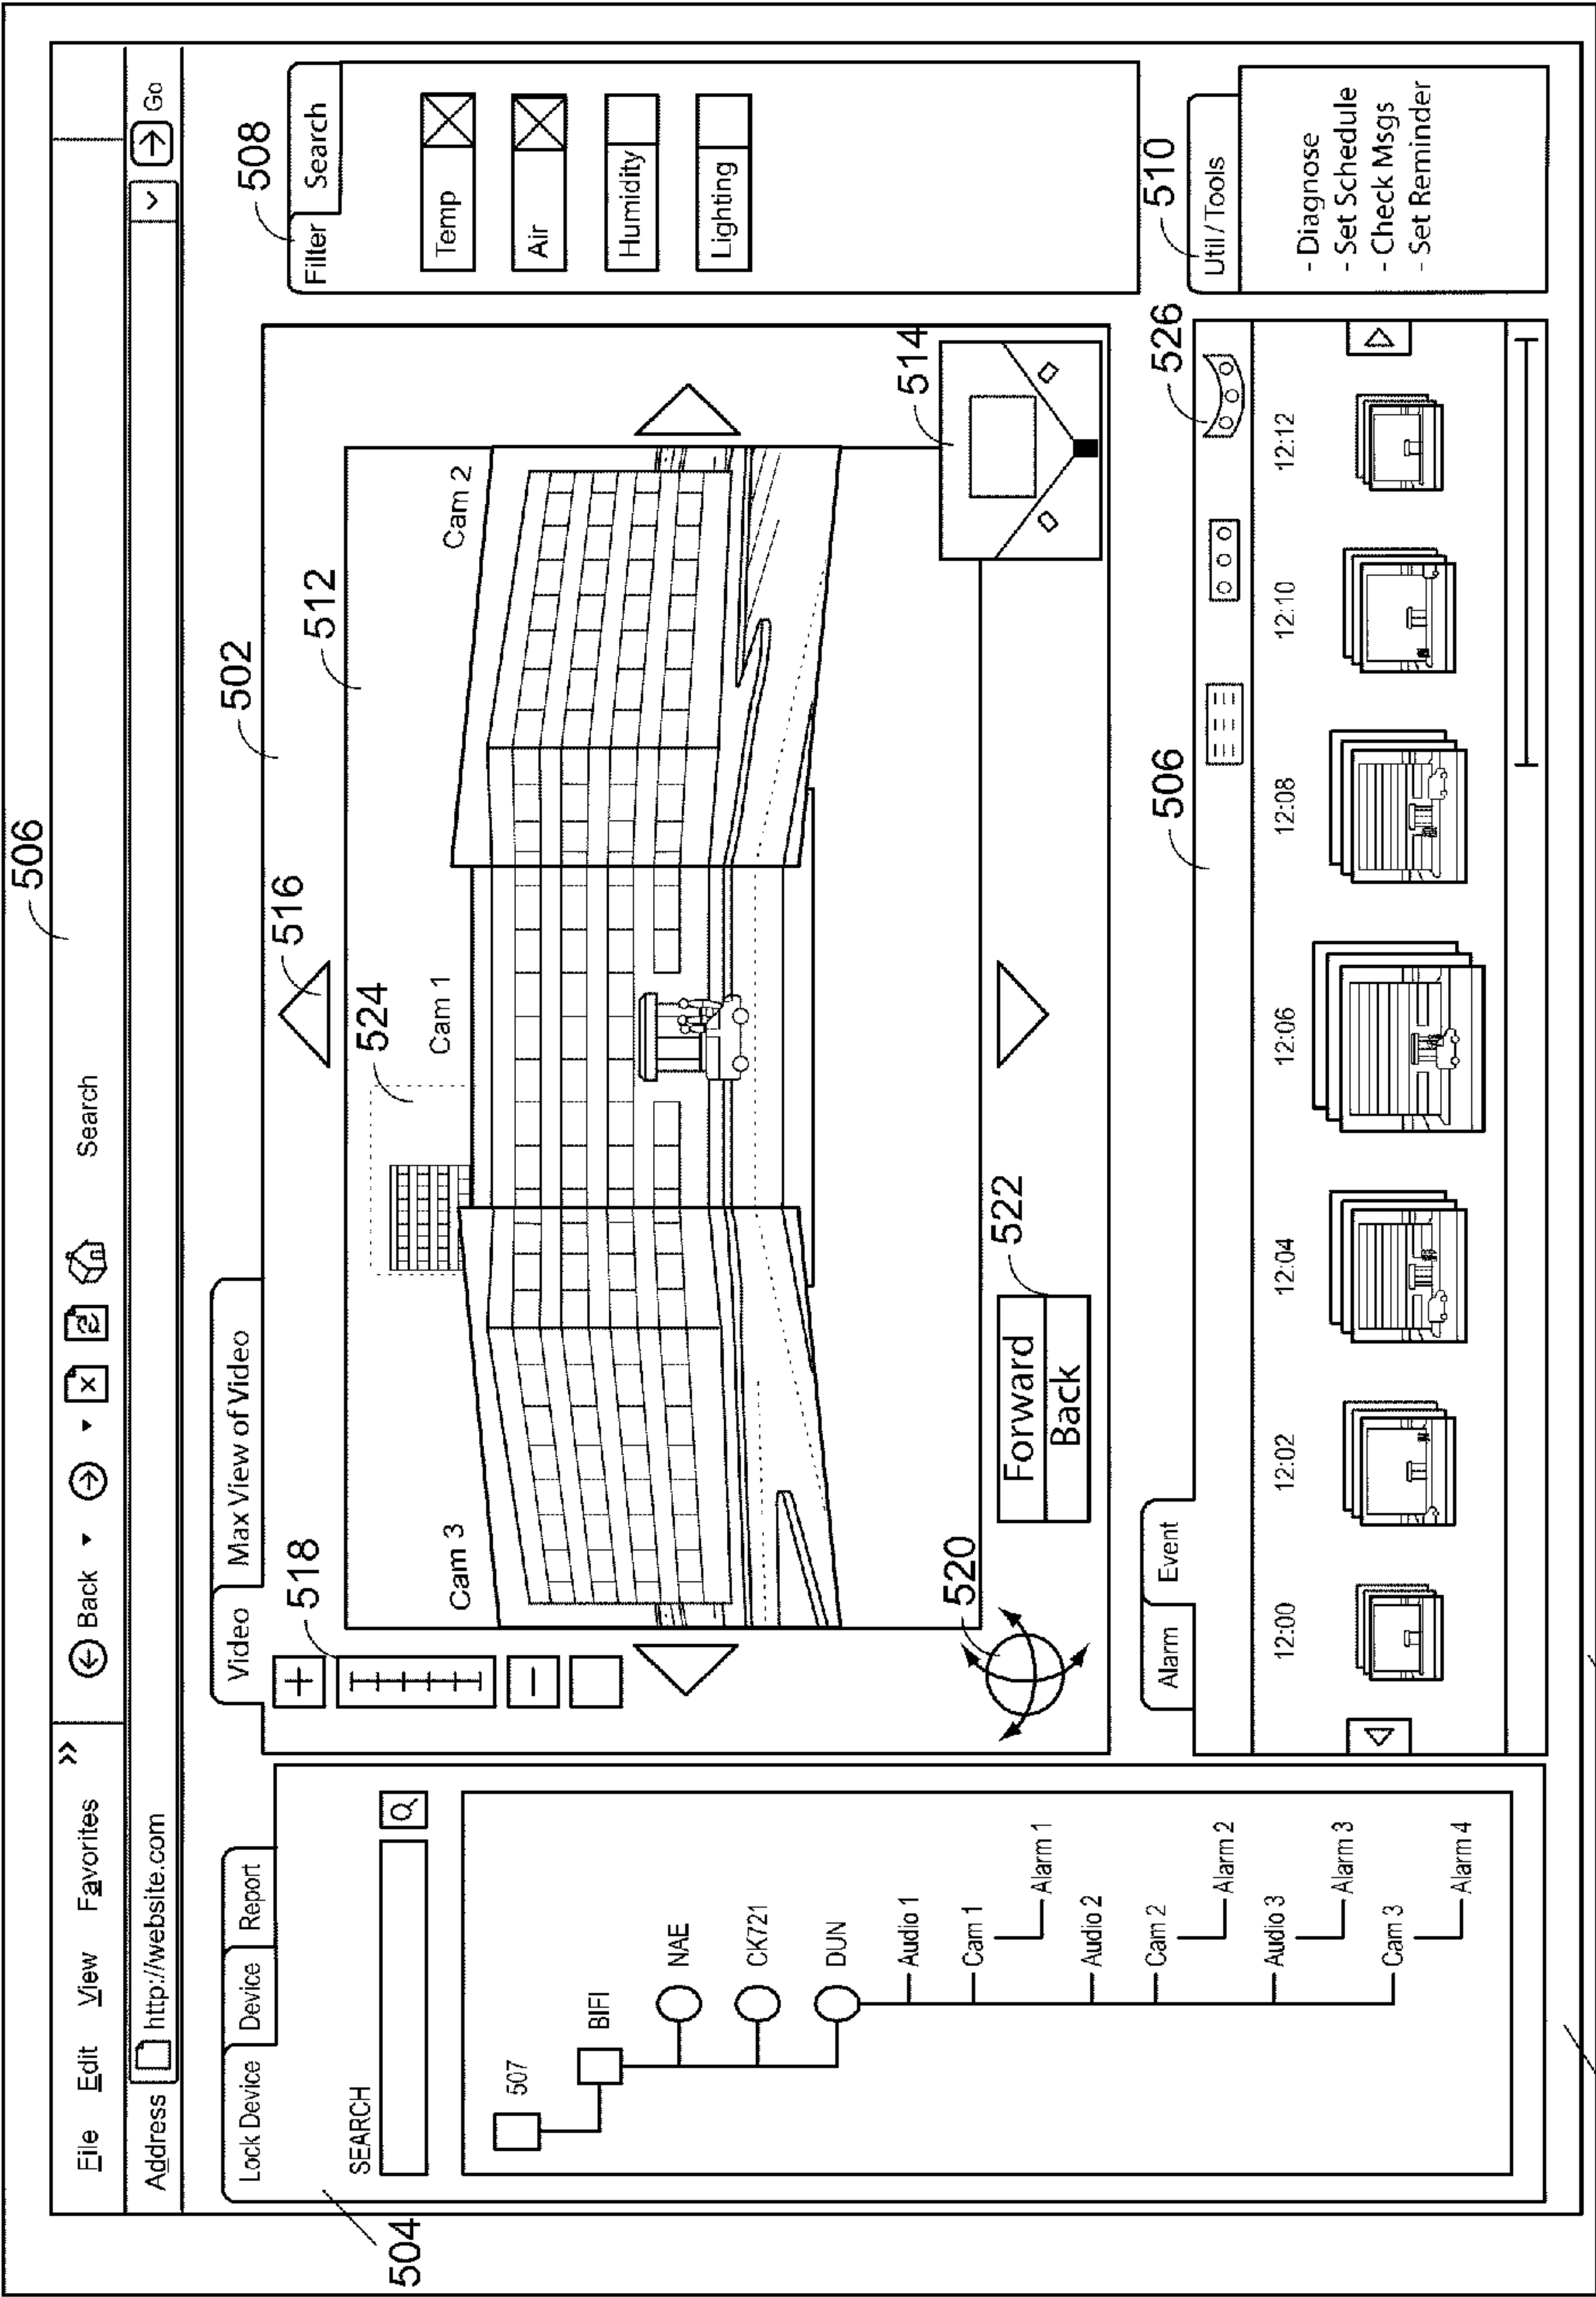 506
File Edit View Favorites >>
Back
Search
Address http://website.com
Go
504
Lock Device Device Report
SEARCH
507
BIFI
NAE
CK721
DUN
Audio 1
Cam 1
Alarm 1
Audio 2
Cam 2
Alarm 2
Audio 3
Alarm 3
Cam 3
Alarm 4
Video Max View of Video
502
518
516
524
512
Cam 3
Cam 1
Cam 2
514
520
522
Forward
Back
508
Filter Search
Temp
Air
Humidity
Lighting
Alarm Event
506
526
12:00 12:02 12:04 12:06 12:08 12:10 12:12
510
Util / Tools
- Diagnose
- Set Schedule
- Check Msgs
- Set Reminder